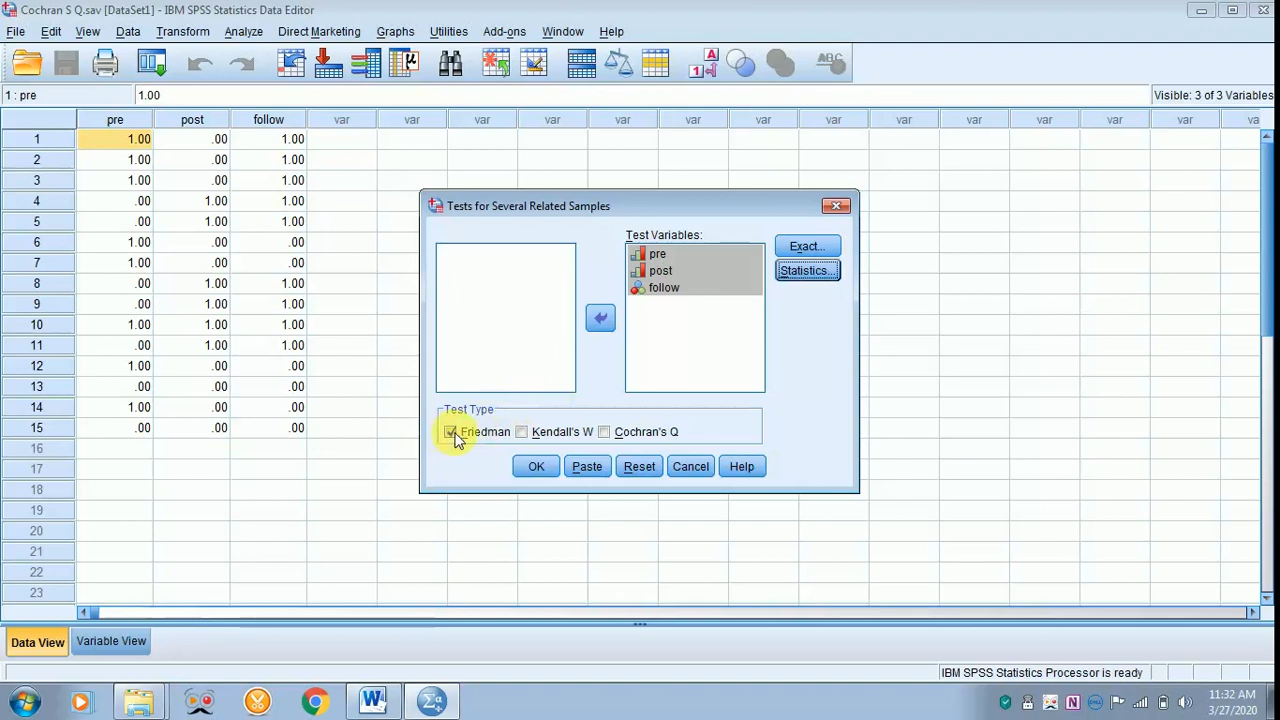 Cochran S Q.sav [DataSet1] - IBM SPSS Statistics Data Editor
File Edit View Data Transform Analyze Direct Marketing Graphs Utilities Add-ons Window Help
1 : pre 1.00 Visible: 3 of 3 Variables
pre post follow var var var var var var var var var var var var var va
1 1.00 .00 1.00
2 1.00 .00 1.00
3 1.00 .00 1.00
4 .00 1.00 1.00
5 .00 1.00 1.00
6 1.00 .00 .00
7 1.00 .00 .00
8 .00 1.00 1.00
9 .00 1.00 1.00
10 1.00 1.00 1.00
11 .00 1.00 1.00
12 1.00 .00 .00
13 .00 .00 .00
14 1.00 .00 .00
15 .00 .00 .00
16
17
18
19
20
21
22
23
Tests for Several Related Samples
Test Variables:
pre
post
follow
Exact...
Statistics...
Test Type
Friedman Kendall's W Cochran's Q
OK Paste Reset Cancel Help
Data View Variable View
IBM SPSS Statistics Processor is ready
11:32 AM
3/27/2020